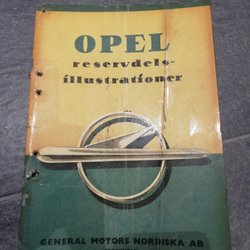 OPEL
reservdels-
illustrationer
GENERAL MOTORS NORDISKA AB